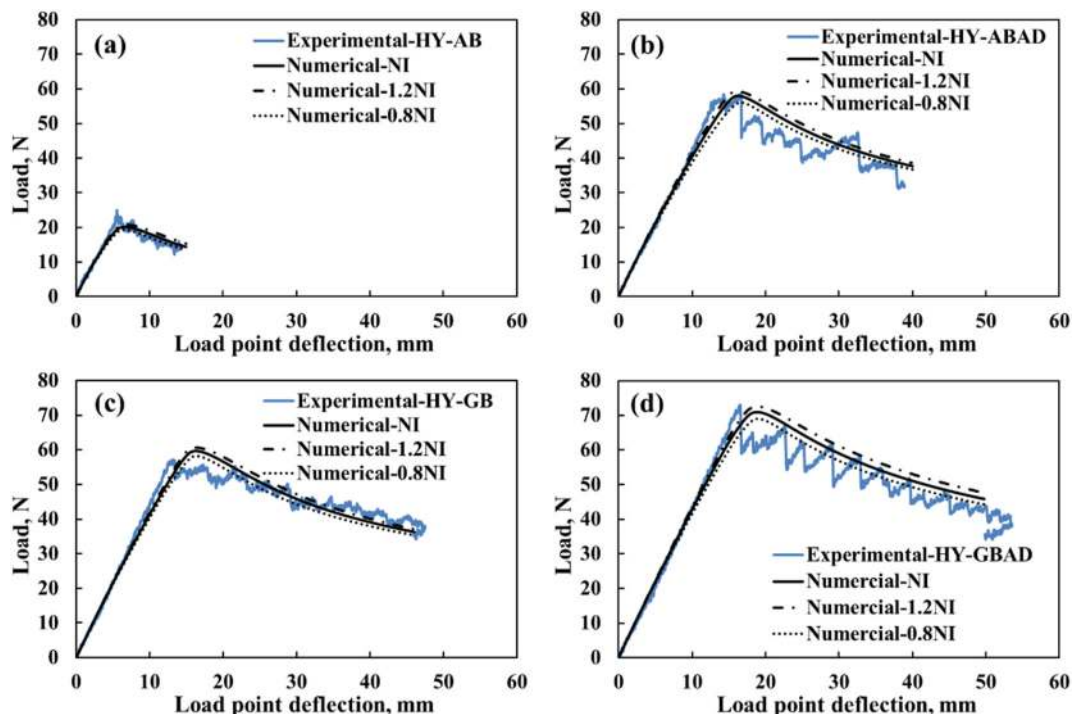 (a)
Experimental-HY-AB
Numerical-NI
Numerical-1.2NI
Numerical-0.8NI
Load, N
80
70
60
50
40
30
20
10
0
0 10 20 30 40 50 60
Load point deflection, mm
(b)
Experimental-HY-ABAD
Numerical-NI
Numerical-1.2NI
Numerical-0.8NI
Load, N
80
70
60
50
40
30
20
10
0
0 10 20 30 40 50 60
Load point deflection, mm
(c)
Experimental-HY-GB
Numerical-NI
Numerical-1.2NI
Numerical-0.8NI
Load, N
80
70
60
50
40
30
20
10
0
0 10 20 30 40 50 60
Load point deflection, mm
(d)
Experimental-HY-GBAD
Numercial-NI
Numercial-1.2NI
Numercial-0.8NI
Load, N
80
70
60
50
40
30
20
10
0
0 10 20 30 40 50 60
Load point deflection, mm